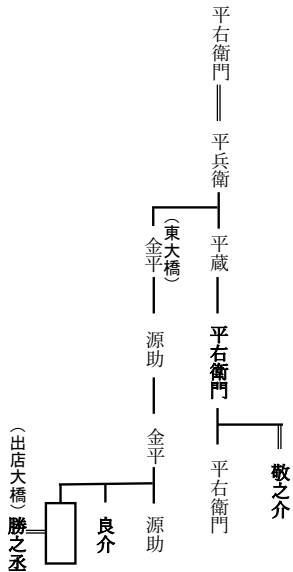 平右衛門
平兵衛
平蔵
平右衛門
平右衛門
敬之介
（東大橋）
金平
源助
金平
源助
良介
（出店大橋）
勝之丞